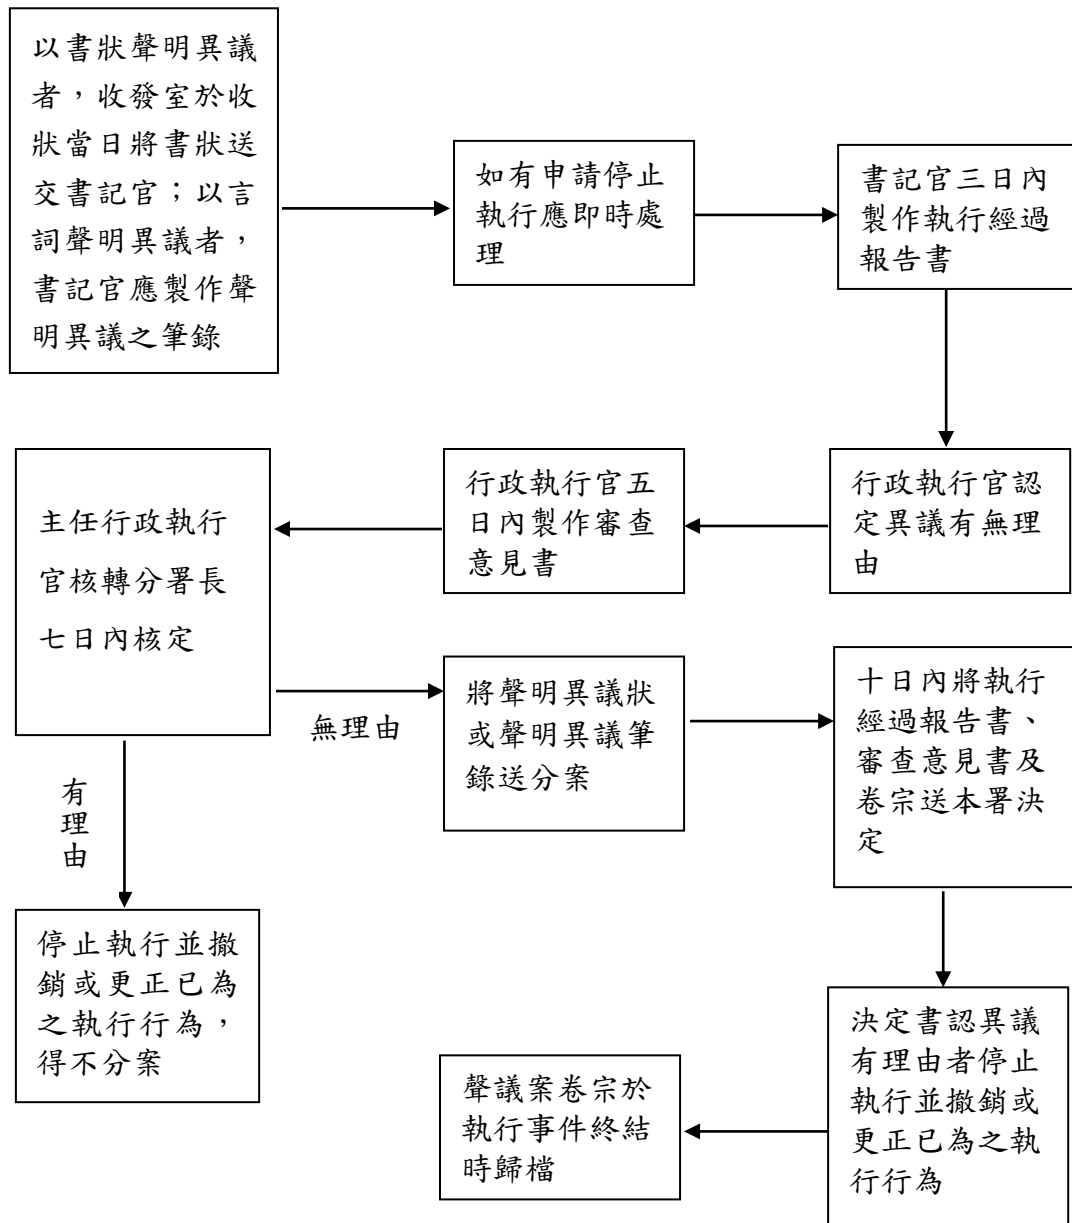 以書狀聲明異議
者，收發室於收
狀當日將書狀送
交書記官；以言
詞聲明異議者，
書記官應製作聲
明異議之筆錄
如有申請停止
執行應即時處
理
書記官三日內
製作執行經過
報告書
行政執行官認
定異議有無理
由
行政執行官五
日內製作審查
意見書
主任行政執行
官核轉分署長
七日內核定
無理由
有
理
由
將聲明異議狀
或聲明異議筆
錄送分案
十日內將執行
經過報告書、
審查意見書及
卷宗送本署決
定
停止執行並撤
銷或更正已為
之執行行為，
得不分案
決定書認異議
有理由者停止
執行並撤銷或
更正已為之執
行行為
聲議案卷宗於
執行事件終結
時歸檔